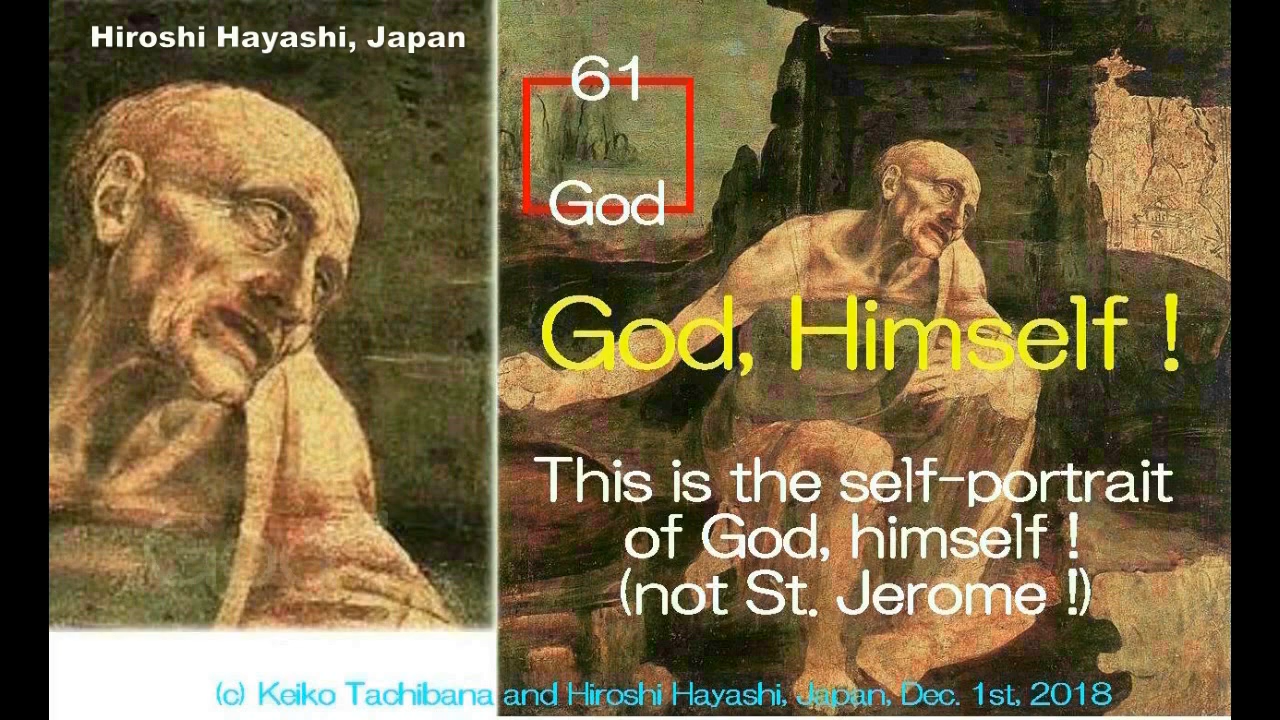 Hiroshi Hayashi, Japan
61
God
God, Himself !
This is the self-portrait
of God, himself !
(not St. Jerome !)
(c) Keiko Tachibana and Hiroshi Hayashi, Japan, Dec. 1st, 2018